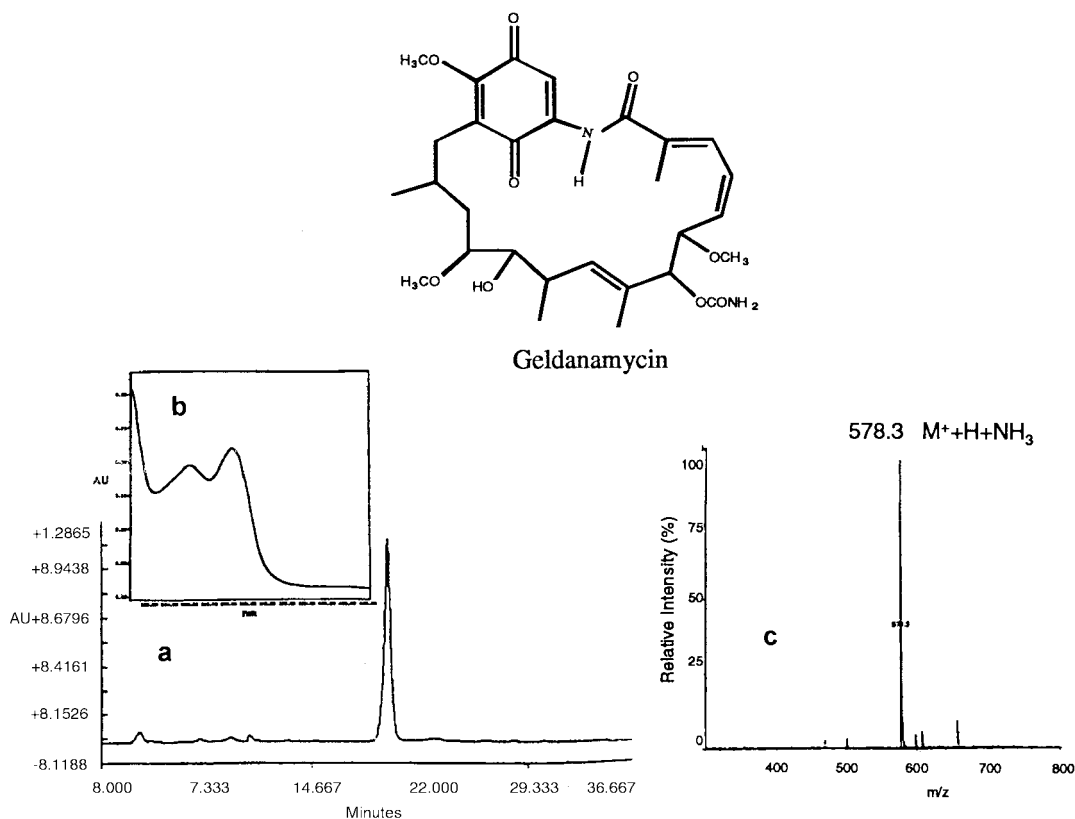 O
H₃CO
O
N
H
O
OCH₃
OCONH₂
H₃CO
HO
Geldanamycin
b
AU
+1.2865
+8.9438
AU+8.6796
+8.4161
+8.1526
-8.1188
a
8.000 7.333 14.667 22.000 29.333 36.667
Minutes
578.3 M⁺+H+NH₃
100
75
50
25
0
Relative Intensity (%)
c
400 500 600 700 800
m/z